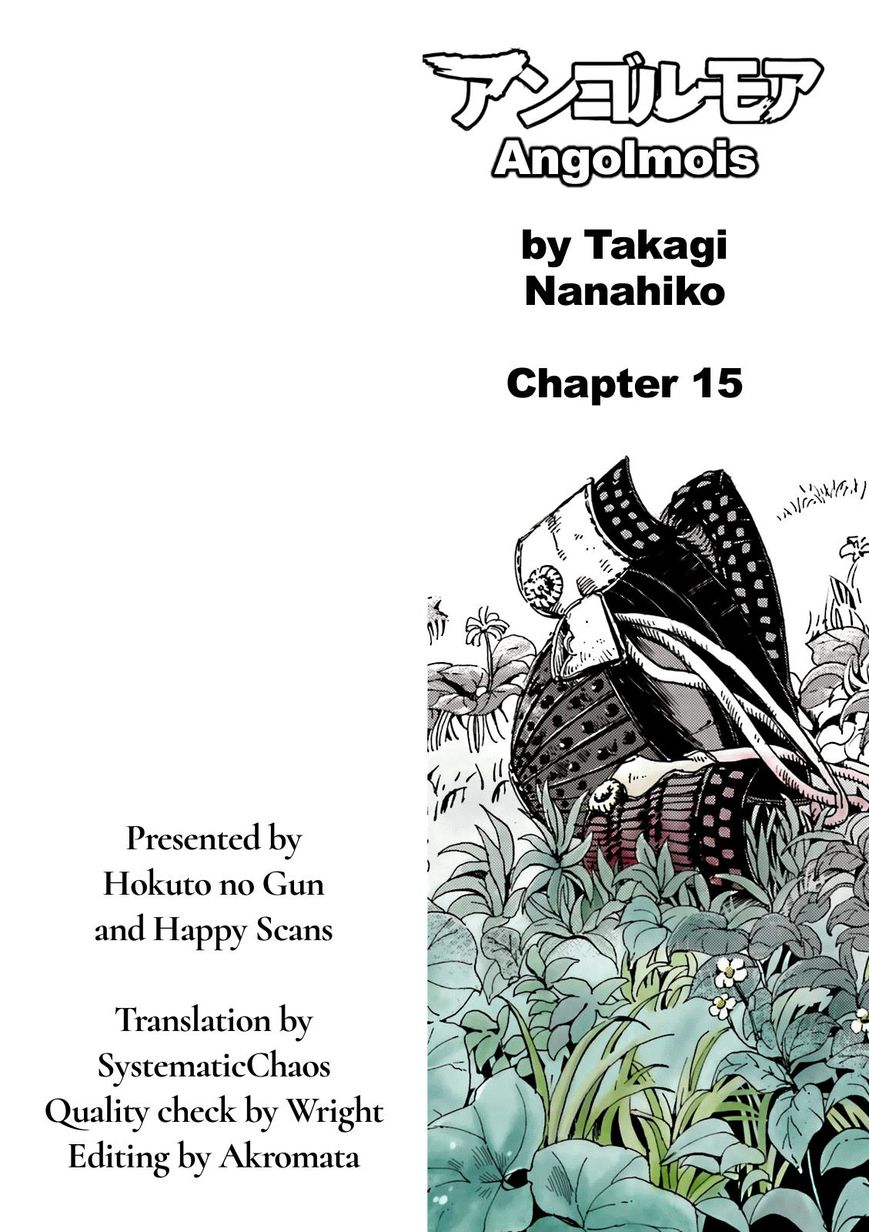 アンゴルモア
Angolmois
by Takagi
Nanahiko
Chapter 15
Presented by
Hokuto no Gun
and Happy Scans
Translation by
SystematicChaos
Quality check by Wright
Editing by Akromata